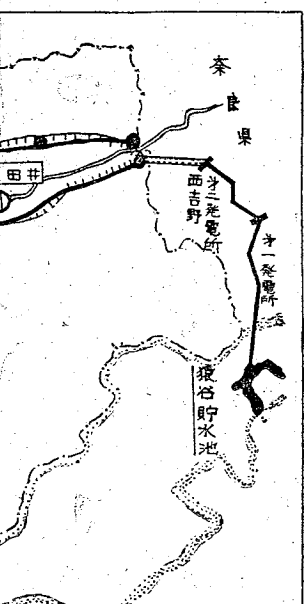 奈良県
田井
西吉野
第二発電所
第一発電所
猿谷貯水池